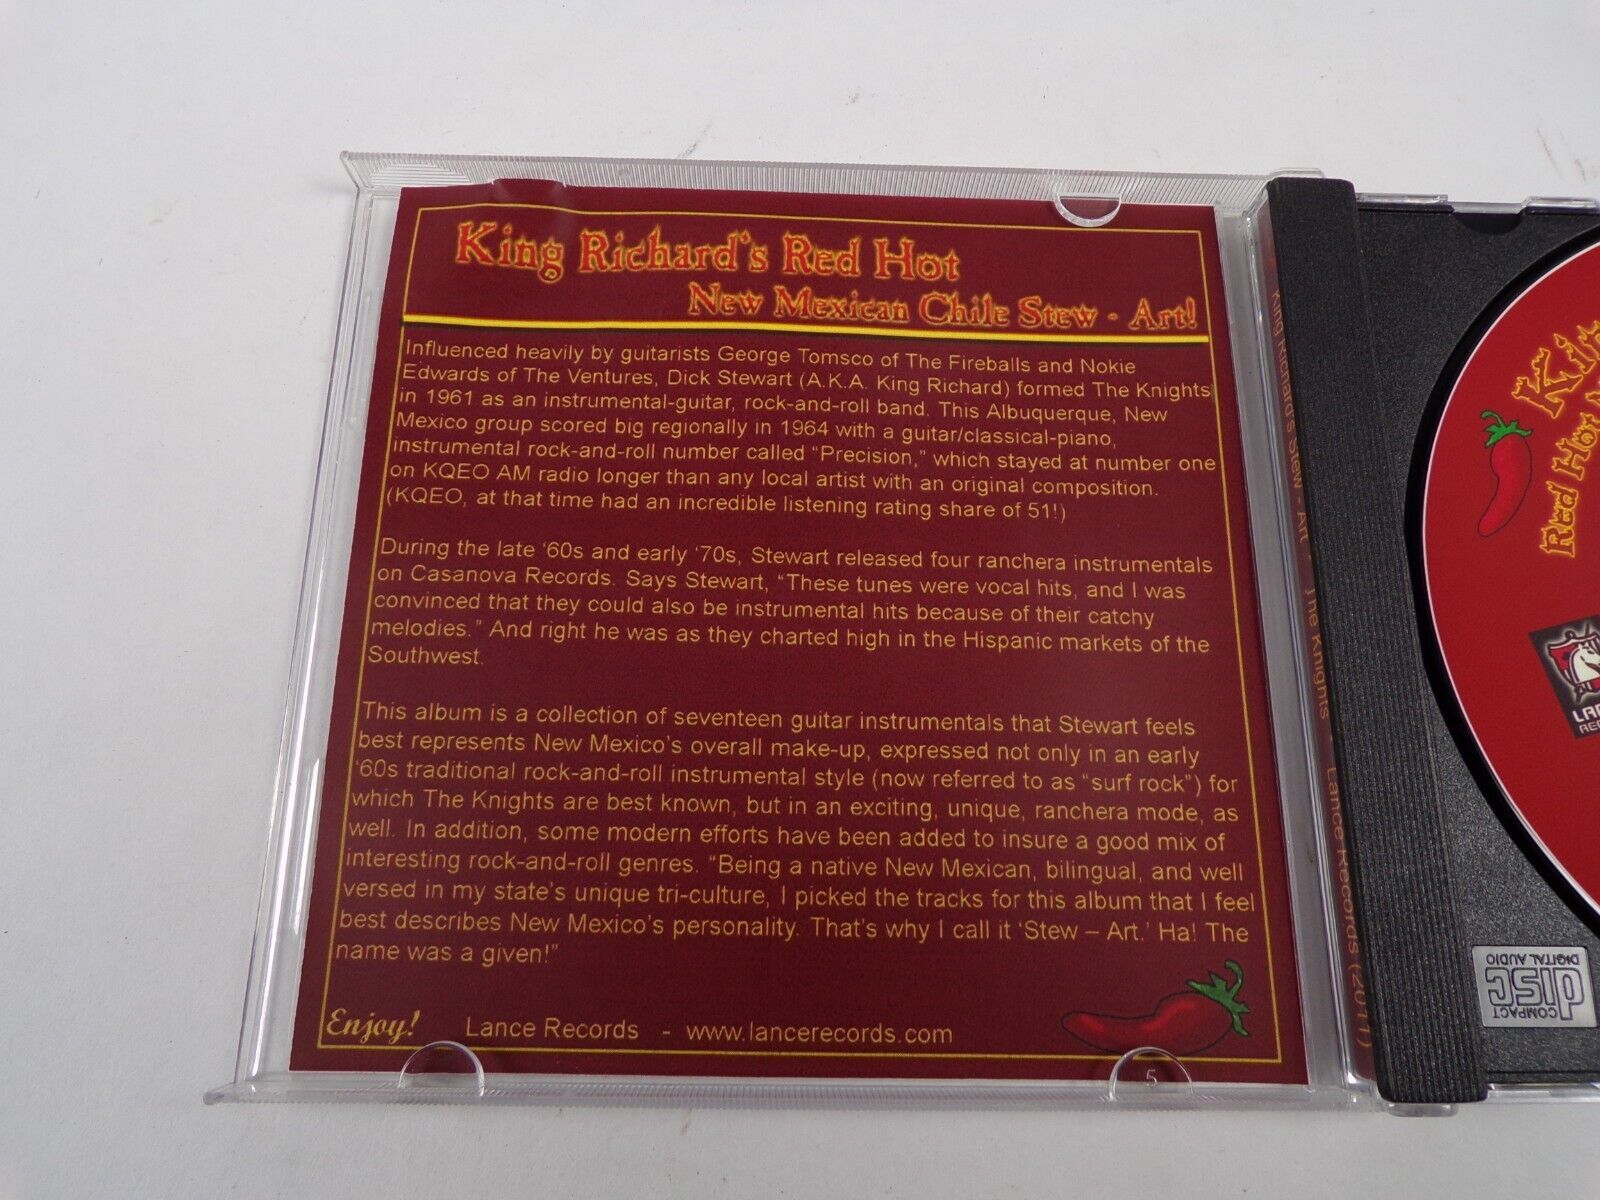 King Richard's Red Hot
New Mexican Chile Stew - Art!
Influenced heavily by guitarists George Tomsco of The Fireballs and Nokie
Edwards of The Ventures, Dick Stewart (A.K.A. King Richard) formed The Knights
in 1961 as an instrumental-guitar, rock-and-roll band. This Albuquerque, New
Mexico group scored big regionally in 1964 with a guitar/classical-piano,
instrumental rock-and-roll number called “Precision,” which stayed at number one
on KQEO AM radio longer than any local artist with an original composition.
(KQEO, at that time had an incredible listening rating share of 51!)
During the late ‘60s and early ‘70s, Stewart released four ranchera instrumentals
on Casanova Records. Says Stewart, “These tunes were vocal hits, and I was
convinced that they could also be instrumental hits because of their catchy
melodies.” And right he was as they charted high in the Hispanic markets of the
Southwest.
This album is a collection of seventeen guitar instrumentals that Stewart feels
best represents New Mexico’s overall make-up, expressed not only in an early
‘60s traditional rock-and-roll instrumental style (now referred to as “surf rock”) for
which The Knights are best known, but in an exciting, unique, ranchera mode, as
well. In addition, some modern efforts have been added to insure a good mix of
interesting rock-and-roll genres. “Being a native New Mexican, bilingual, and well
versed in my state’s unique tri-culture, I picked the tracks for this album that I feel
best describes New Mexico’s personality. That’s why I call it ‘Stew – Art.’ Ha! The
name was a given!”
Enjoy! Lance Records - www.lancerecords.com
5
King Richard's Stew - Art The Knights Lance Records (2011)
Red Hot
COMPACT
disc
DIGITAL AUDIO